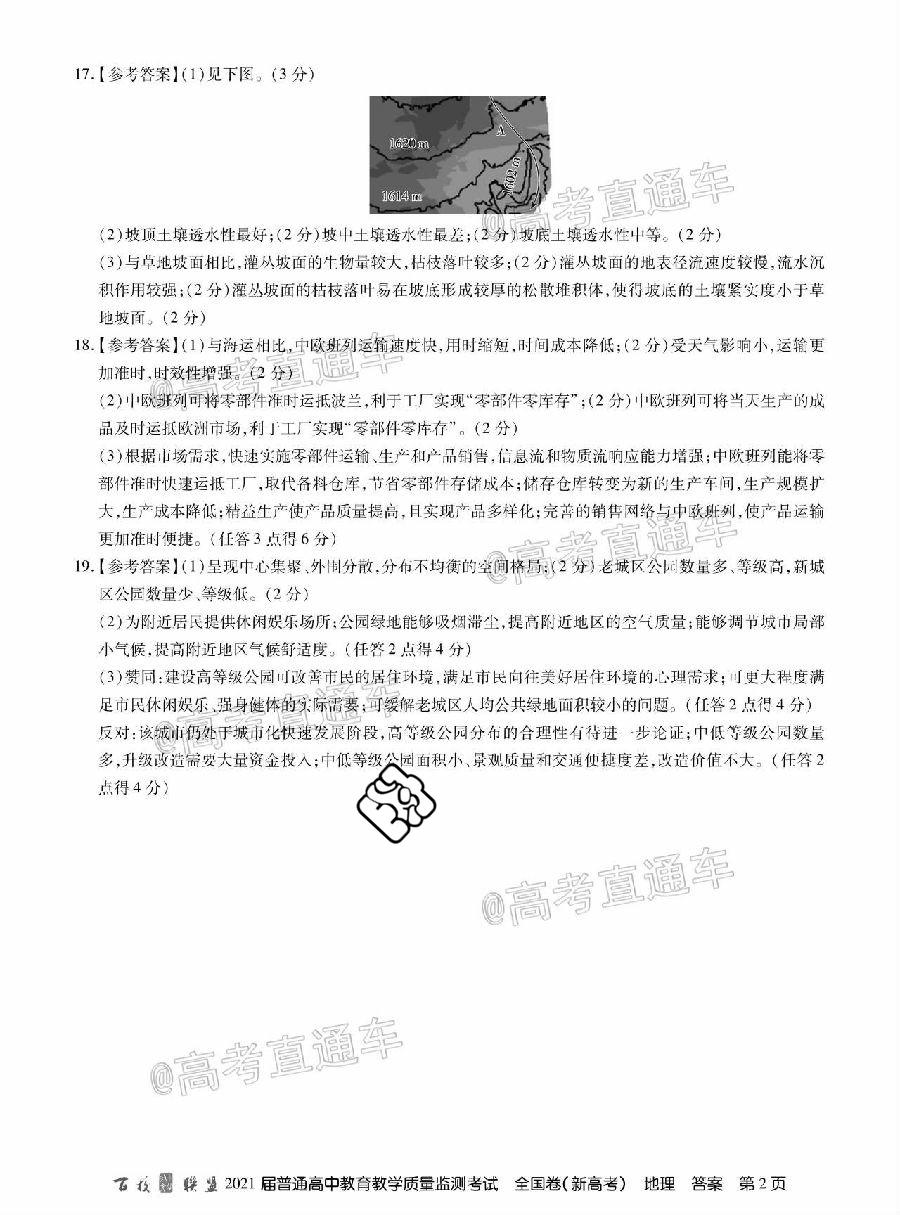 17.【参考答案】(1)见下图。(3 分)
A
1620 m
1602 m
1614 m
(2)坡顶土壤透水性最好;(2 分)坡中土壤透水性最差;(2 分)坡底土壤透水性中等。(2 分)
(3)与草地坡面相比,灌丛坡面的生物量较大,枯枝落叶较多;(2 分)灌丛坡面的地表径流速度较慢,流水沉
积作用较强;(2 分)灌丛坡面的枯枝落叶易在坡底形成较厚的松散堆积体,使得坡底的土壤紧实度小于草
地坡面。(2 分)
18.【参考答案】(1)与海运相比,中欧班列运输速度快,用时缩短,时间成本降低;(2 分)受天气影响小,运输更
加准时,时效性增强。(2 分)
(2)中欧班列可将零部件准时运抵波兰,利于工厂实现“零部件零库存”;(2 分)中欧班列可将当天生产的成
品及时运抵欧洲市场,利于工厂实现“零部件零库存”。(2 分)
(3)根据市场需求,快速实施零部件运输、生产和产品销售,信息流和物质流响应能力增强;中欧班列能将零
部件准时快速运抵工厂,取代备料仓库,节省零部件存储成本;储存仓库转变为新的生产车间,生产规模扩
大,生产成本降低;精益生产使产品质量提高,且实现产品多样化;完善的销售网络与中欧班列,使产品运输
更加准时便捷。(任答 3 点得 6 分)
19.【参考答案】(1)呈现中心集聚、外围分散,分布不均衡的空间格局;(2 分)老城区公园数量多、等级高,新城
区公园数量少、等级低。(2 分)
(2)为附近居民提供休闲娱乐场所;公园绿地能够吸烟滞尘,提高附近地区的空气质量;能够调节城市局部
小气候,提高附近地区气候舒适度。(任答 2 点得 4 分)
(3)赞同:建设高等级公园可改善市民的居住环境,满足市民向往美好居住环境的心理需求;可更大程度满
足市民休闲娱乐、强身健体的实际需要;可缓解老城区人均公共绿地面积较小的问题。(任答 2 点得 4 分)
反对:该城市仍处于城市化快速发展阶段,高等级公园分布的合理性有待进一步论证;中低等级公园数量
多,升级改造需要大量资金投入;中低等级公园面积小、景观质量和交通便捷度差,改造价值不大。(任答 2
点得 4 分)
@高考直通车
@高考直通车
@高考直通车
@高考直通车
@高考直通车
@高考直通车
百校联盟 2021 届普通高中教育教学质量监测考试 全国卷(新高考) 地理 答案 第 2 页